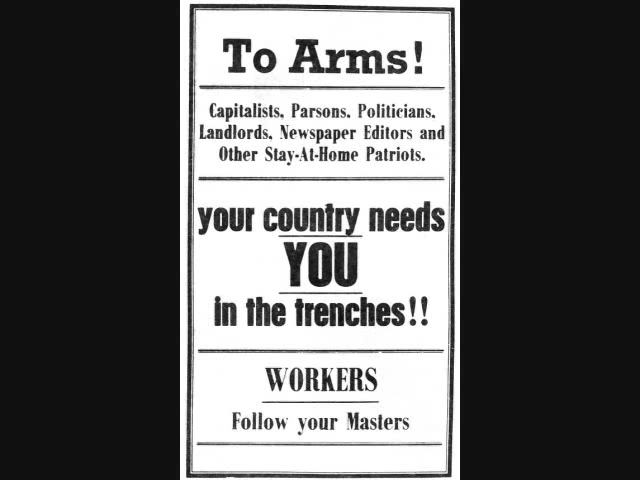 To Arms!
Capitalists, Parsons, Politicians,
Landlords, Newspaper Editors and
Other Stay-At-Home Patriots.
your country needs
YOU
in the trenches!!
WORKERS
Follow your Masters